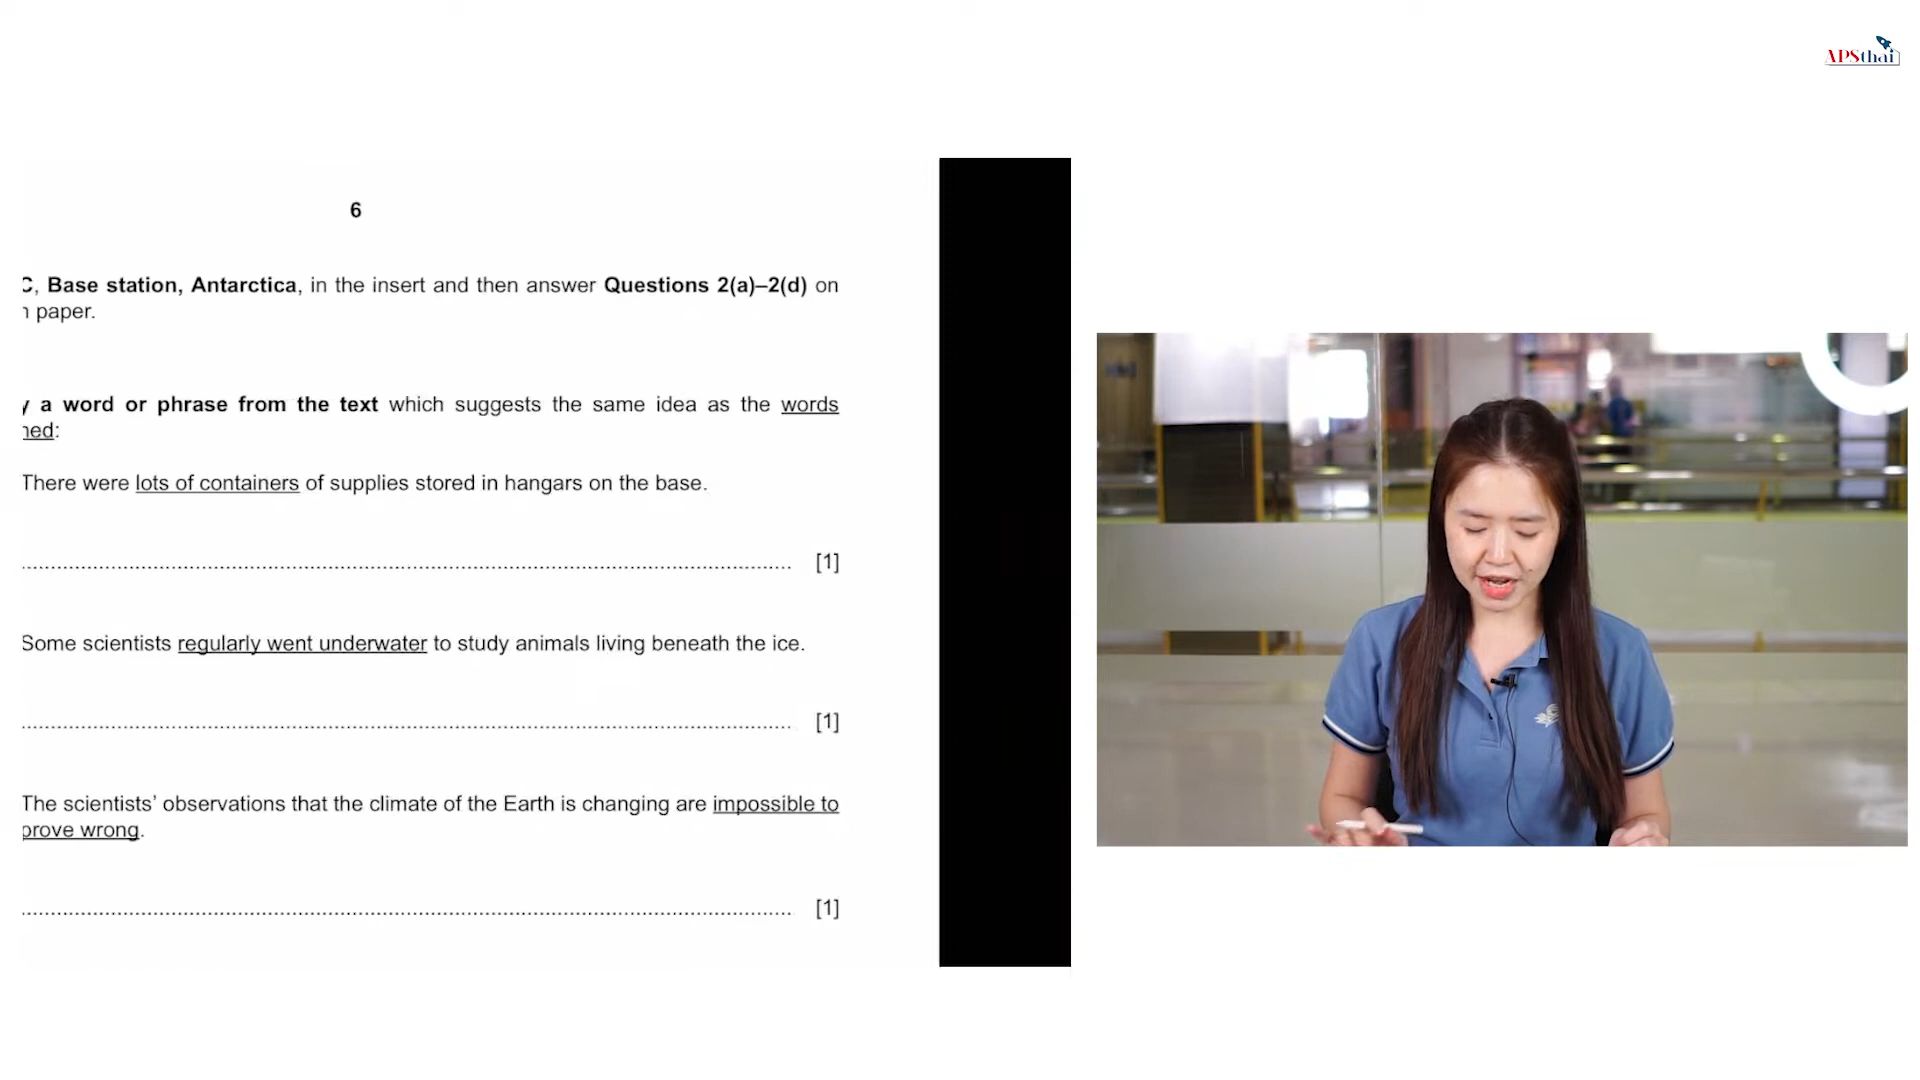 APSthai
6
C, Base station, Antarctica, in the insert and then answer Questions 2(a)–2(d) on
paper.
a word or phrase from the text which suggests the same idea as the words
ned:
There were lots of containers of supplies stored in hangars on the base.
[1]
Some scientists regularly went underwater to study animals living beneath the ice.
[1]
The scientists’ observations that the climate of the Earth is changing are impossible to
prove wrong.
[1]